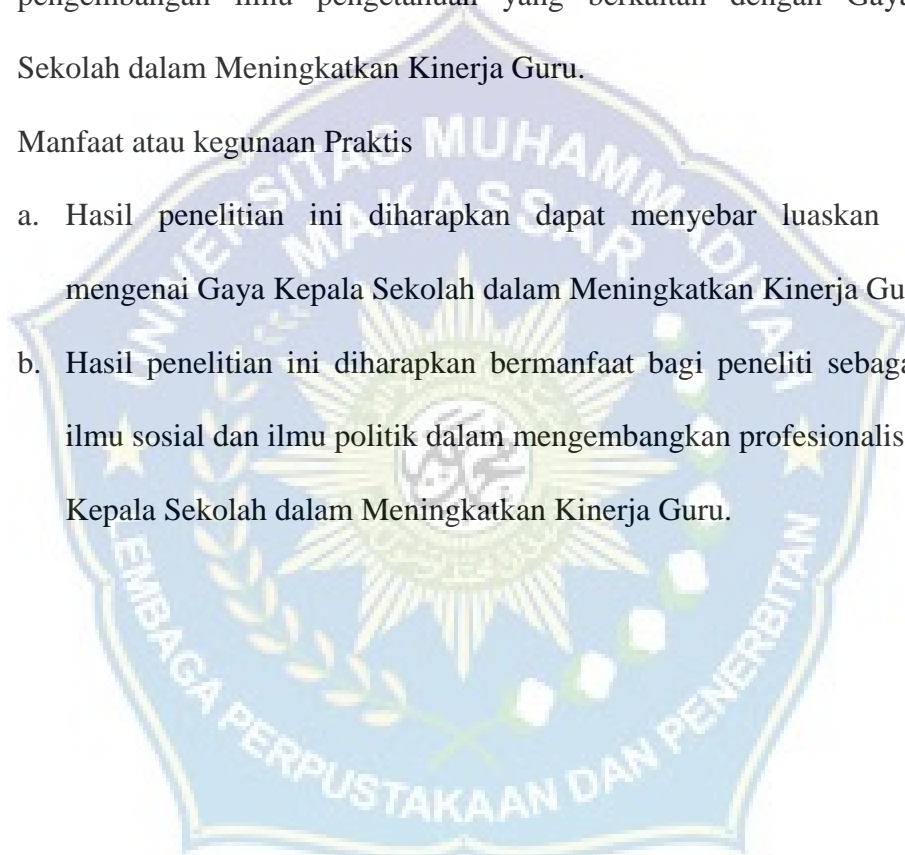 pengembangan ilmu pengetahuan yang berkaitan dengan Gaya
Sekolah dalam Meningkatkan Kinerja Guru.
Manfaat atau kegunaan Praktis
a. Hasil penelitian ini diharapkan dapat menyebar luaskan
mengenai Gaya Kepala Sekolah dalam Meningkatkan Kinerja Gu
b. Hasil penelitian ini diharapkan bermanfaat bagi peneliti sebaga
ilmu sosial dan ilmu politik dalam mengembangkan profesionalis
Kepala Sekolah dalam Meningkatkan Kinerja Guru.
UNIVERSITAS MUHAMMADIYAH
MAKASSAR
LEMBAGA PERPUSTAKAAN DAN PENERBITAN